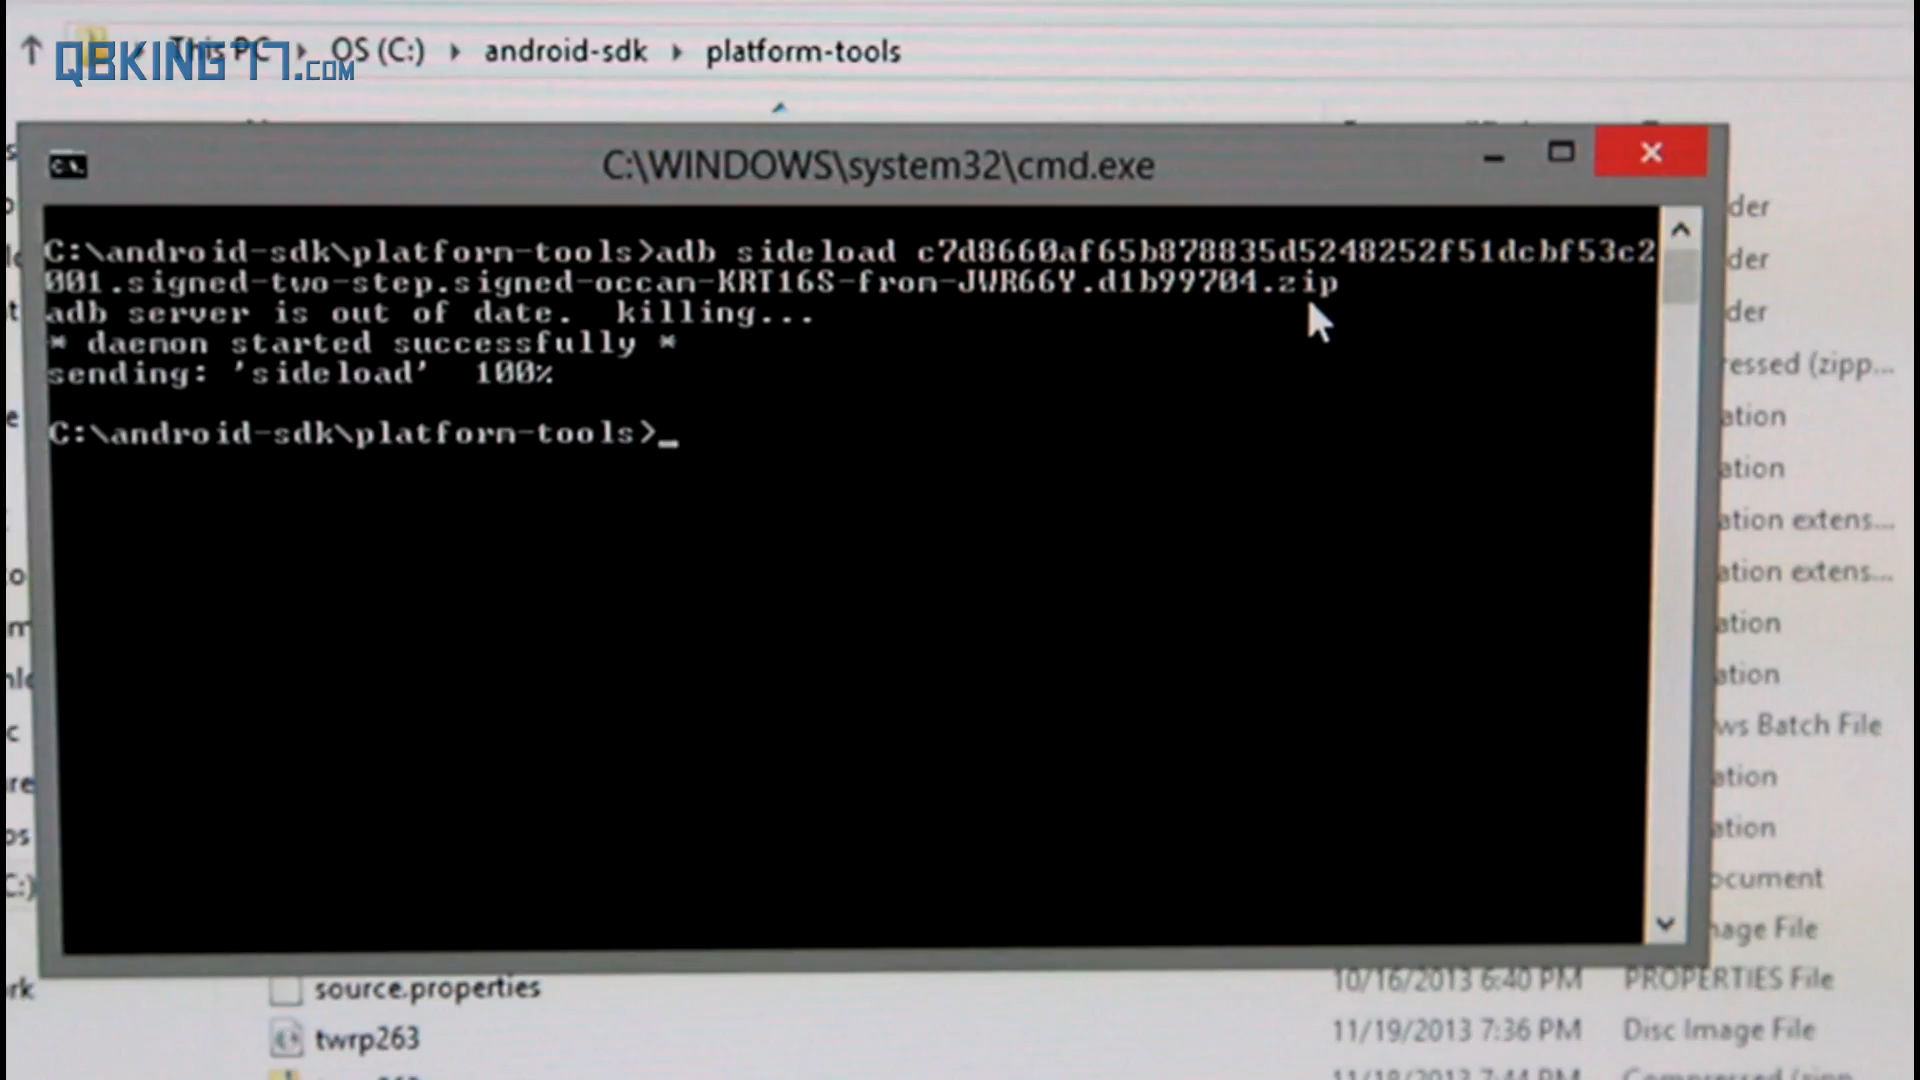 This PC OS (C:) android-sdk platform-tools
QBKING77.COM
C:\WINDOWS\system32\cmd.exe
C:\android-sdk\platform-tools>adb sideload c7d8660af65b878835d5248252f51dcbf53c2
001.signed-two-step.signed-occam-KRT16S-from-JWR66Y.d1b99704.zip
adb server is out of date. killing...
* daemon started successfully *
sending: 'sideload' 100%
C:\android-sdk\platform-tools>_
der
der
der
ressed (zipp...
ation
ation
ation extens...
ation extens...
ation
ation
ws Batch File
ation
ation
ocument
nage File
source.properties 10/16/2013 6:40 PM PROPERTIES File
twrp263 11/19/2013 7:36 PM Disc Image File